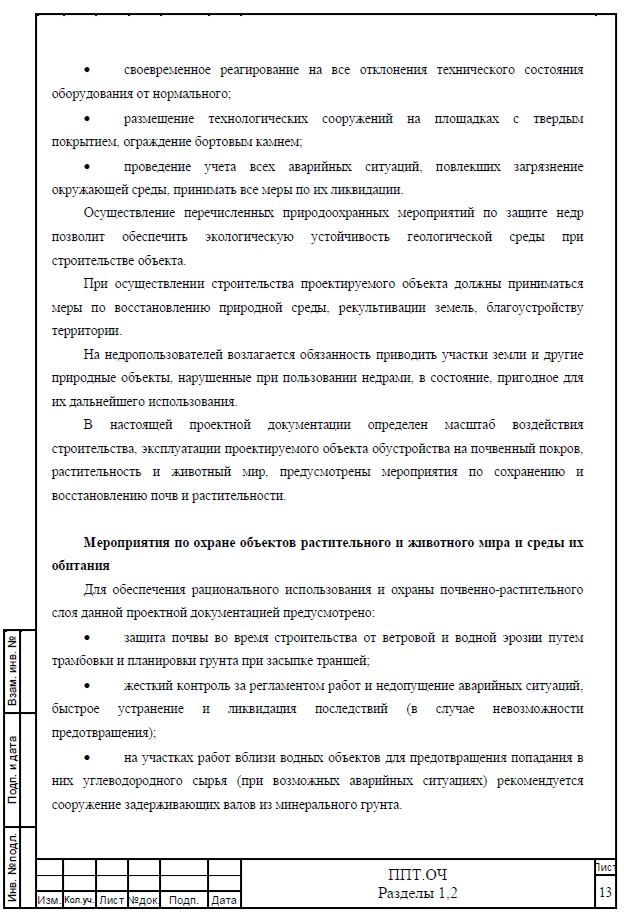 • своевременное реагирование на все отклонения технического состояния
оборудования от нормального;
• размещение технологических сооружений на площадках с твердым
покрытием, ограждение бортовым камнем;
• проведение учета всех аварийных ситуаций, повлекших загрязнение
окружающей среды, принимать все меры по их ликвидации.
Осуществление перечисленных природоохранных мероприятий по защите недр
позволит обеспечить экологическую устойчивость геологической среды при
строительстве объекта.
При осуществлении строительства проектируемого объекта должны приниматься
меры по восстановлению природной среды, рекультивации земель, благоустройству
территории.
На недропользователей возлагается обязанность приводить участки земли и другие
природные объекты, нарушенные при пользовании недрами, в состояние, пригодное для
их дальнейшего использования.
В настоящей проектной документации определен масштаб воздействия
строительства, эксплуатации проектируемого объекта обустройства на почвенный покров,
растительность и животный мир, предусмотрены мероприятия по сохранению и
восстановлению почв и растительности.
Мероприятия по охране объектов растительного и животного мира и среды их
обитания
Для обеспечения рационального использования и охраны почвенно-растительного
слоя данной проектной документацией предусмотрено:
• защита почвы во время строительства от ветровой и водной эрозии путем
трамбовки и планировки грунта при засыпке траншей;
• жесткий контроль за регламентом работ и недопущение аварийных ситуаций,
быстрое устранение и ликвидация последствий (в случае невозможности
предотвращения);
• на участках работ вблизи водных объектов для предотвращения попадания в
них углеводородного сырья (при возможных аварийных ситуациях) рекомендуется
сооружение задерживающих валов из минерального грунта.
Взам. инв. №
Подп. и дата
Инв. №подл.
Изм. Кол.уч. Лист №док. Подп. Дата
ППТ.ОЧ
Разделы 1,2
Лист
13